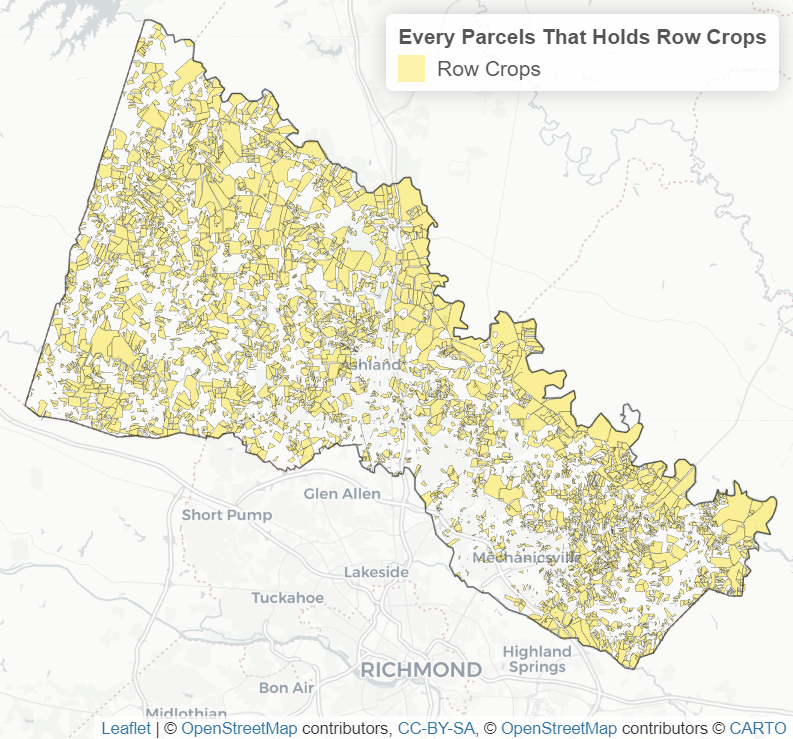 Every Parcels That Holds Row Crops
Row Crops
Ashland
Glen Allen
Short Pump
Mechanicsville
Lakeside
Tuckahoe
Highland
Springs
RICHMOND
Bon Air
Midlothian
Leaflet | © OpenStreetMap contributors, CC-BY-SA, © OpenStreetMap contributors © CARTO